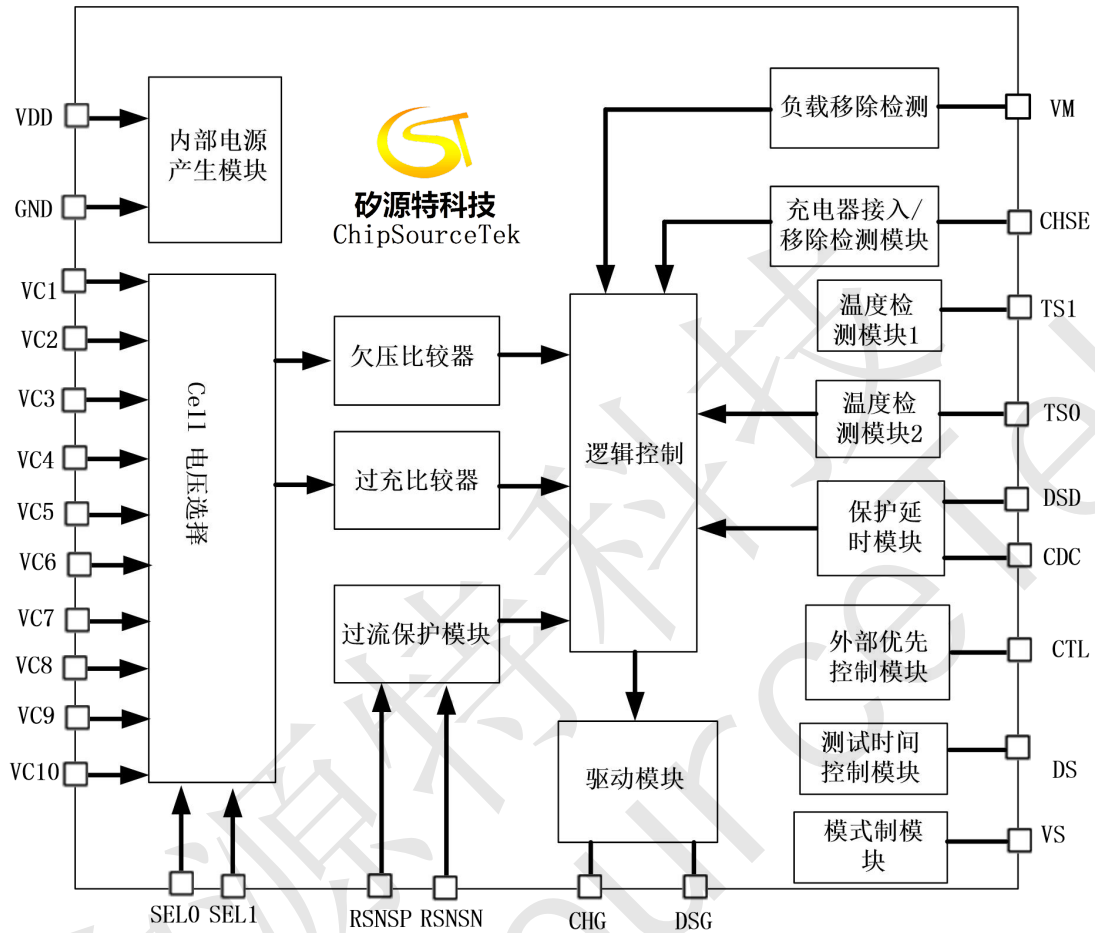 VDD
GND
内部电源
产生模块
矽源特科技
ChipSourceTek
负载移除检测
VM
充电器接入/
移除检测模块
CHSE
VC1
VC2
VC3
VC4
VC5
VC6
VC7
VC8
VC9
VC10
Cell 电压选择
欠压比较器
过充比较器
过流保护模块
逻辑控制
温度检
测模块1
TS1
温度检
测模块2
TS0
保护延
时模块
DSD
CDC
外部优先
控制模块
CTL
测试时间
控制模块
DS
模式制模
块
VS
驱动模块
SEL0
SEL1
RSNSP
RSNSN
CHG
DSG
源特科技
ourceTe